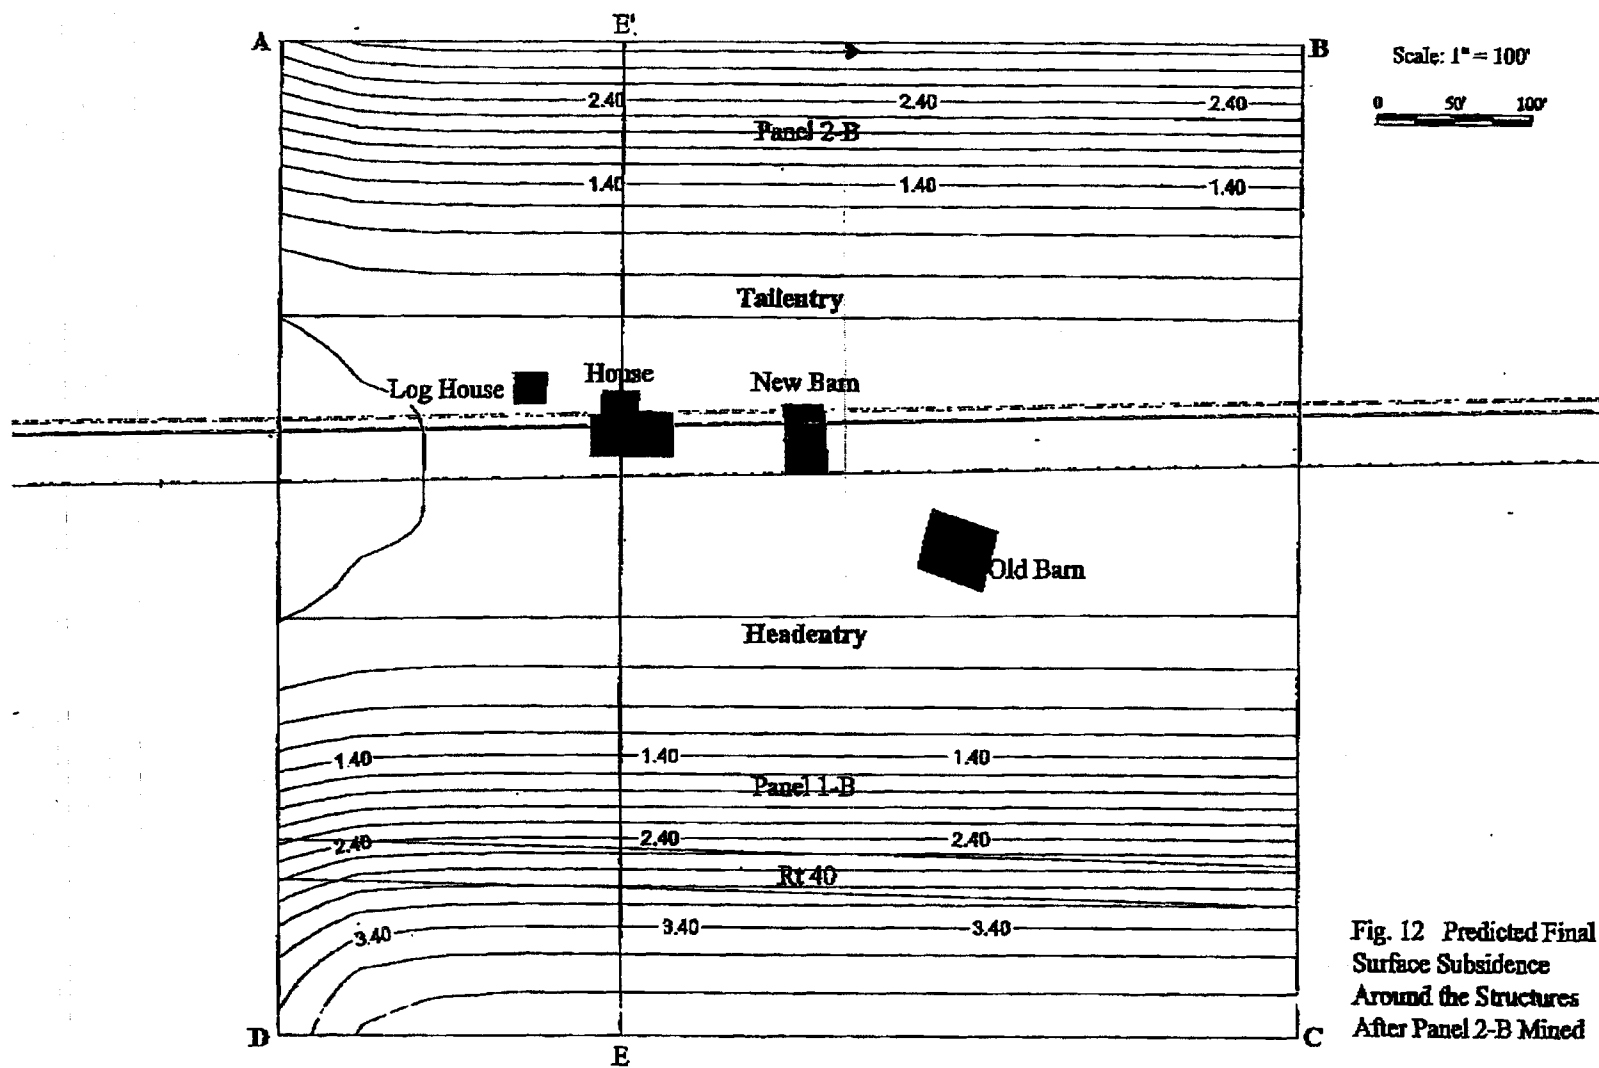 E'
A
B
Scale: 1" = 100'
0 50' 100'
2.40 2.40 2.40
Panel 2-B
1.40 1.40 1.40
Tailentry
Log House
House
New Barn
Old Barn
Headentry
1.40 1.40 1.40
Panel 1-B
2.40 2.40 2.40
Rt 40
3.40 3.40 3.40
D
E
C
Fig. 12 Predicted Final
Surface Subsidence
Around the Structures
After Panel 2-B Mined